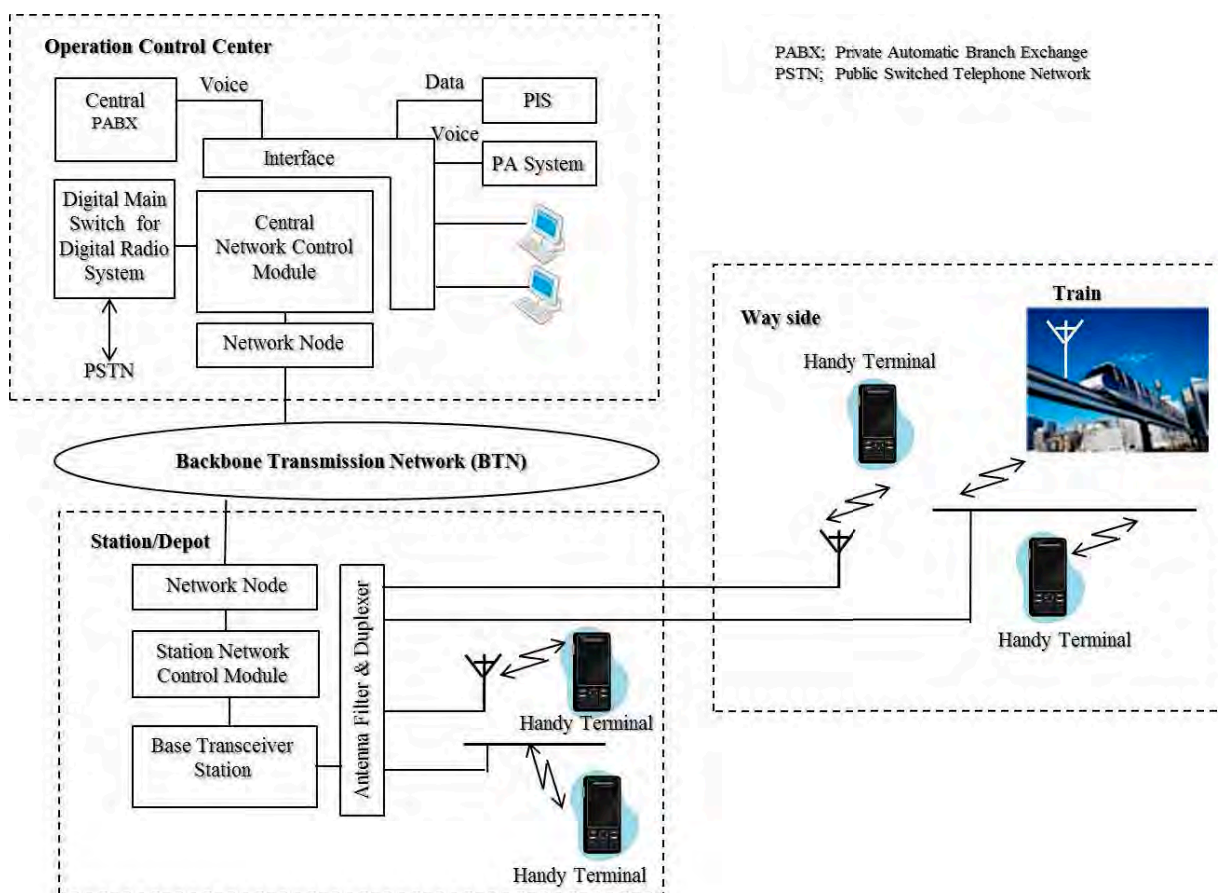 Operation Control Center
PABX; Private Automatic Branch Exchange
PSTN; Public Switched Telephone Network
Central
PABX
Voice
Data
PIS
Voice
PA System
Interface
Digital Main
Switch for
Digital Radio
System
Central
Network Control
Module
Network Node
PSTN
Backbone Transmission Network (BTN)
Way side
Train
Handy Terminal
Handy Terminal
Station/Depot
Network Node
Station Network
Control Module
Base Transceiver
Station
Antenna Filter & Duplexer
Handy Terminal
Handy Terminal